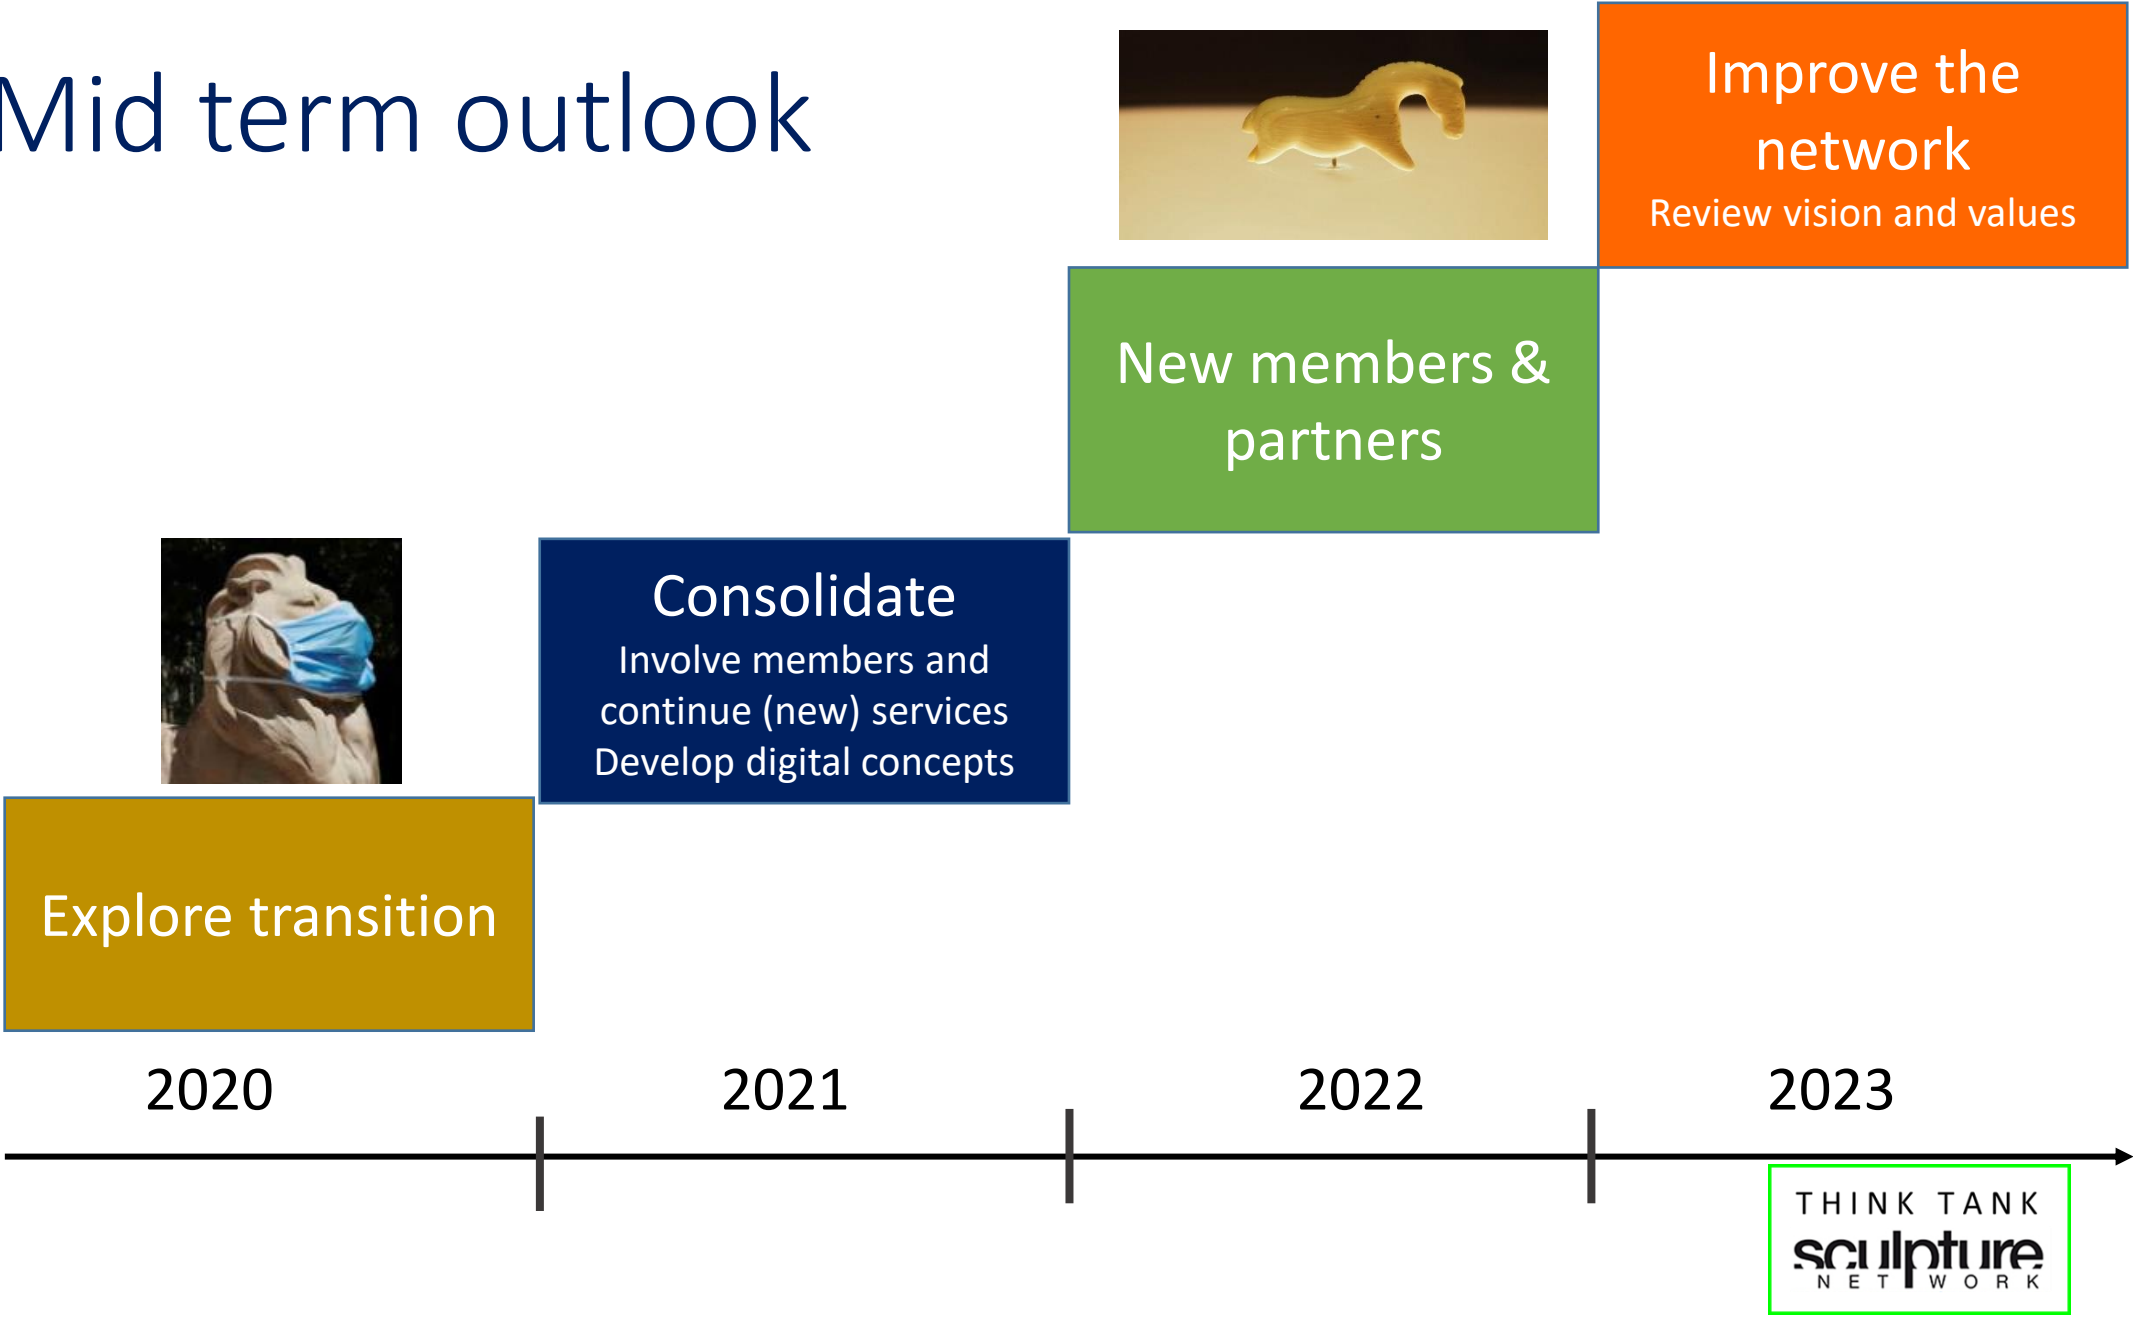 Mid term outlook
Improve the
network
Review vision and values
New members &
partners
Consolidate
Involve members and
continue (new) services
Develop digital concepts
Explore transition
2020
2021
2022
2023
THINK TANK
sculpture
NETWORK